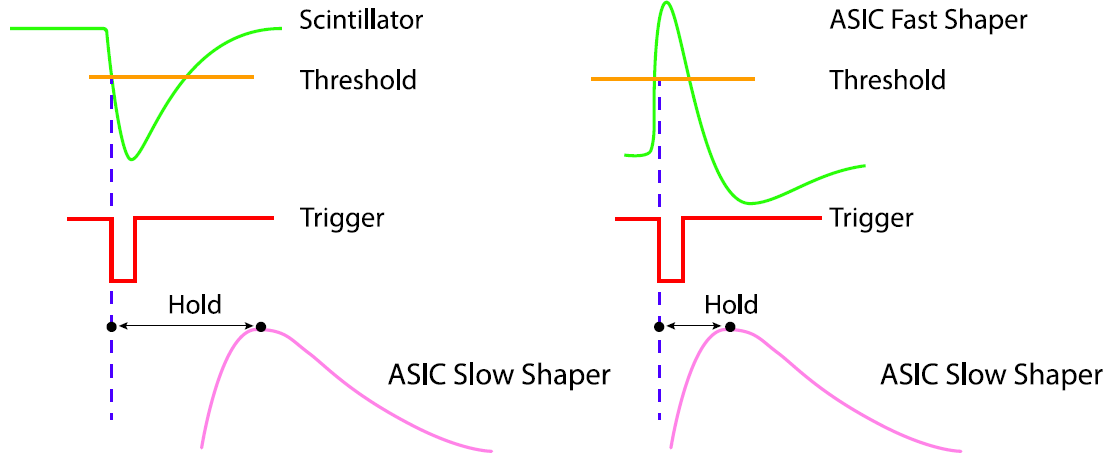 Scintillator
Threshold
Trigger
Hold
ASIC Slow Shaper
ASIC Fast Shaper
Threshold
Trigger
Hold
ASIC Slow Shaper